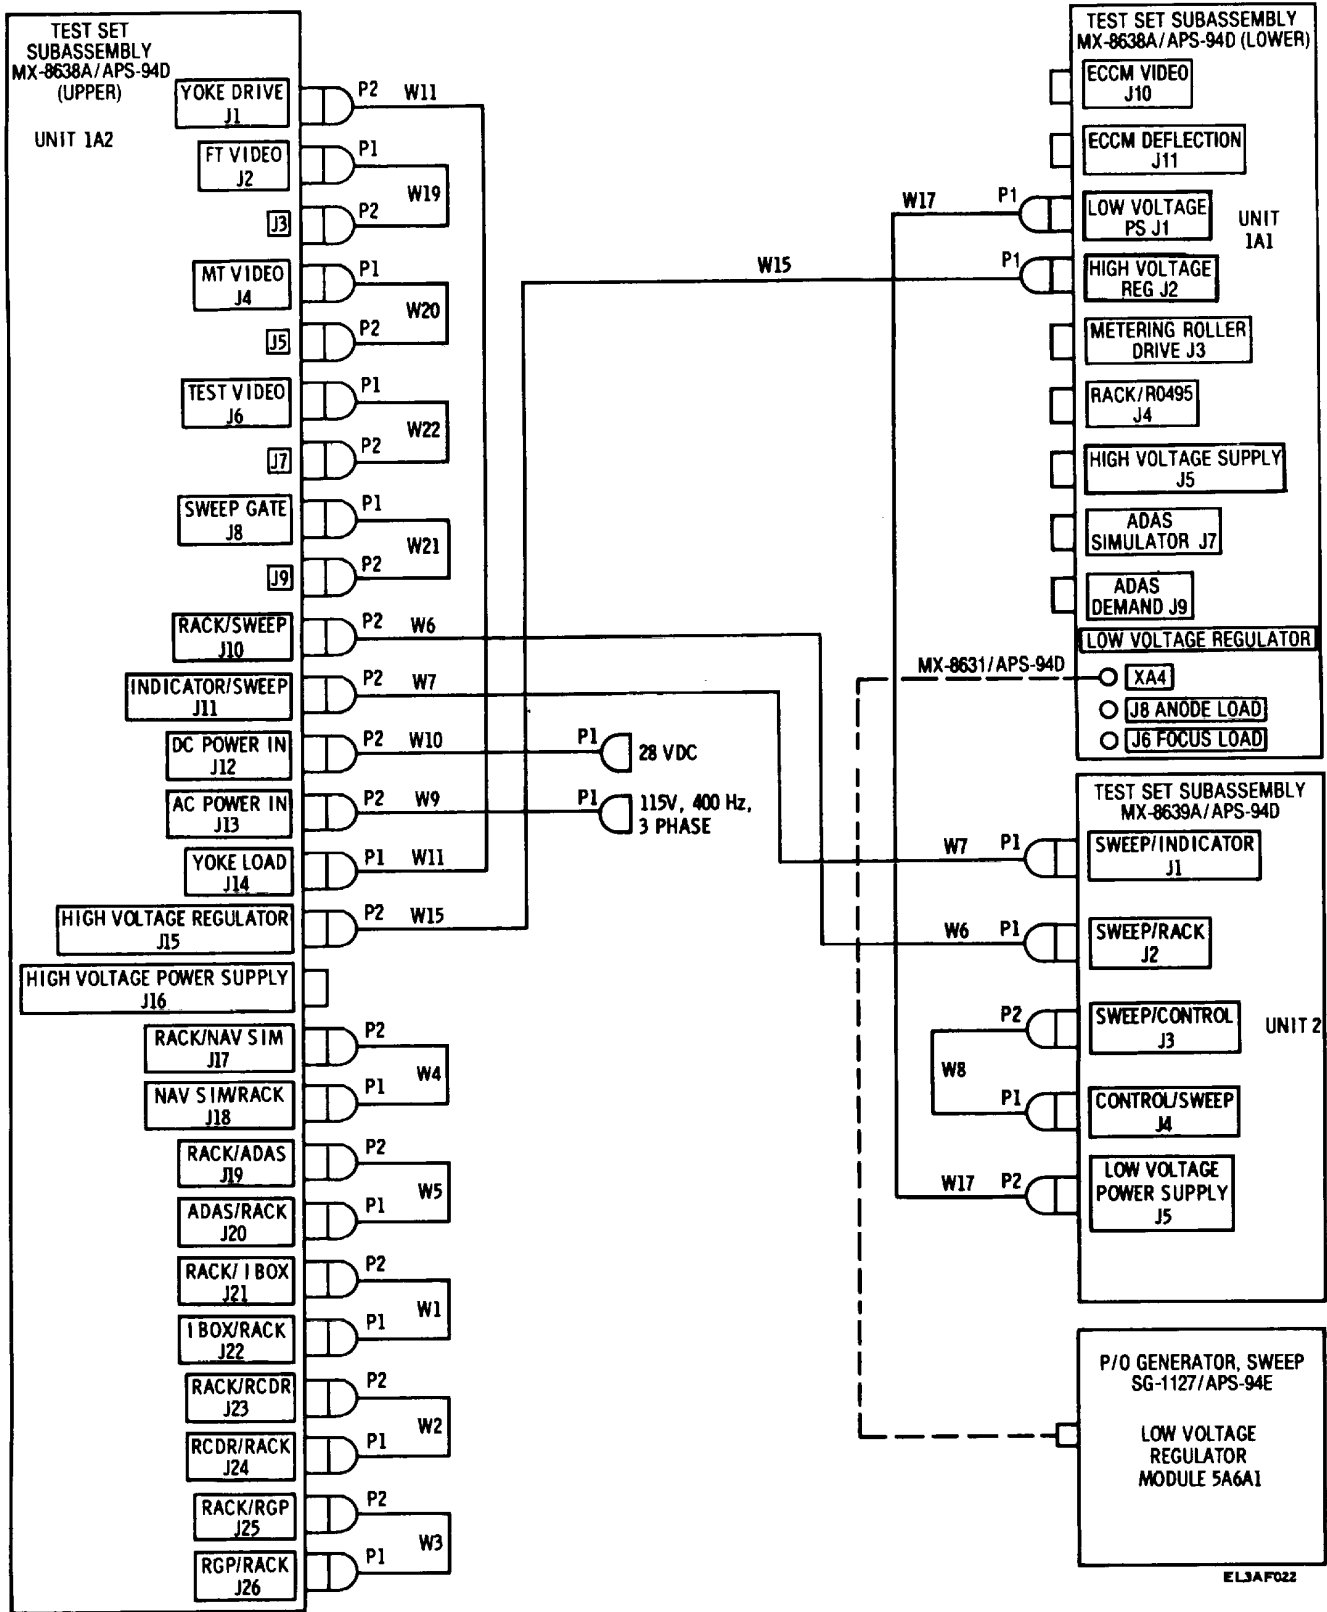 TEST SET
SUBASSEMBLY
MX-8638A/APS-94D
(UPPER)
UNIT 1A2
YOKE DRIVE
J1
P2 W11
FT VIDEO
J2
P1
W19
J3
P2
MT VIDEO
J4
P1
W20
J5
P2
TEST VIDEO
J6
P1
W22
J7
P2
SWEEP GATE
J8
P1
W21
J9
P2
RACK/SWEEP
J10
P2 W6
INDICATOR/SWEEP
J11
P2 W7
DC POWER IN
J12
P2 W10 P1 28 VDC
AC POWER IN
J13
P2 W9 P1 115V, 400 Hz,
3 PHASE
YOKE LOAD
J14
P1 W11
HIGH VOLTAGE REGULATOR
J15
P2 W15
HIGH VOLTAGE POWER SUPPLY
J16
RACK/NAV SIM
J17
P2
W4
NAV SIM/RACK
J18
P1
RACK/ADAS
J19
P2
W5
ADAS/RACK
J20
P1
RACK/ I BOX
J21
P2
W1
I BOX/RACK
J22
P1
RACK/RCDR
J23
P2
W2
RCDR/RACK
J24
P1
RACK/RGP
J25
P2
W3
RGP/RACK
J26
P1
TEST SET SUBASSEMBLY
MX-8638A/APS-94D (LOWER)
ECCM VIDEO
J10
ECCM DEFLECTION
J11
W17 P1
LOW VOLTAGE
PS J1
UNIT
1A1
W15 P1
HIGH VOLTAGE
REG J2
METERING ROLLER
DRIVE J3
RACK/R0495
J4
HIGH VOLTAGE SUPPLY
J5
ADAS
SIMULATOR J7
ADAS
DEMAND J9
LOW VOLTAGE REGULATOR
MX-8631/APS-94D
XA4
J8 ANODE LOAD
J6 FOCUS LOAD
TEST SET SUBASSEMBLY
MX-8639A/APS-94D
W7 P1
SWEEP/INDICATOR
J1
W6 P1
SWEEP/RACK
J2
P2
SWEEP/CONTROL
J3
UNIT 2
W8
P1
CONTROL/SWEEP
J4
W17 P2
LOW VOLTAGE
POWER SUPPLY
J5
P/O GENERATOR, SWEEP
SG-1127/APS-94E
LOW VOLTAGE
REGULATOR
MODULE 5A6A1
EL3AF022